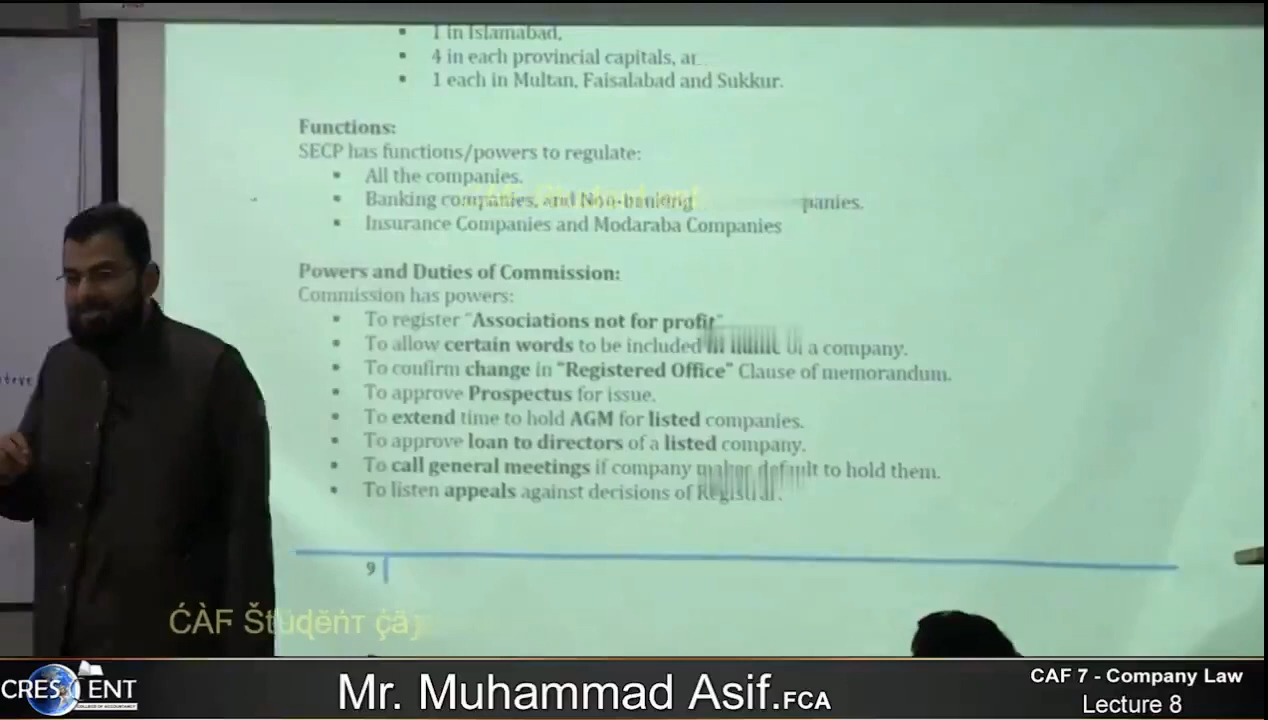 1 in Islamabad,
4 in each provincial capitals,
1 each in Multan, Faisalabad and Sukkur.
Functions:
SECP has functions/powers to regulate:
All the companies.
Banking companies, and Non-banking panies.
Insurance Companies and Modaraba Companies
Powers and Duties of Commission:
Commission has powers:
To register "Associations not for profit"
To allow certain words to be included a company.
To confirm change in "Registered Office" Clause of memorandum.
To approve Prospectus for issue.
To extend time to hold AGM for listed companies.
To approve loan to directors of a listed company.
To call general meetings if company default to hold them.
To listen appeals against decisions of
9
ĆÀF
CRESCENT
Mr. Muhammad Asif.FCA
CAF 7 - Company Law
Lecture 8